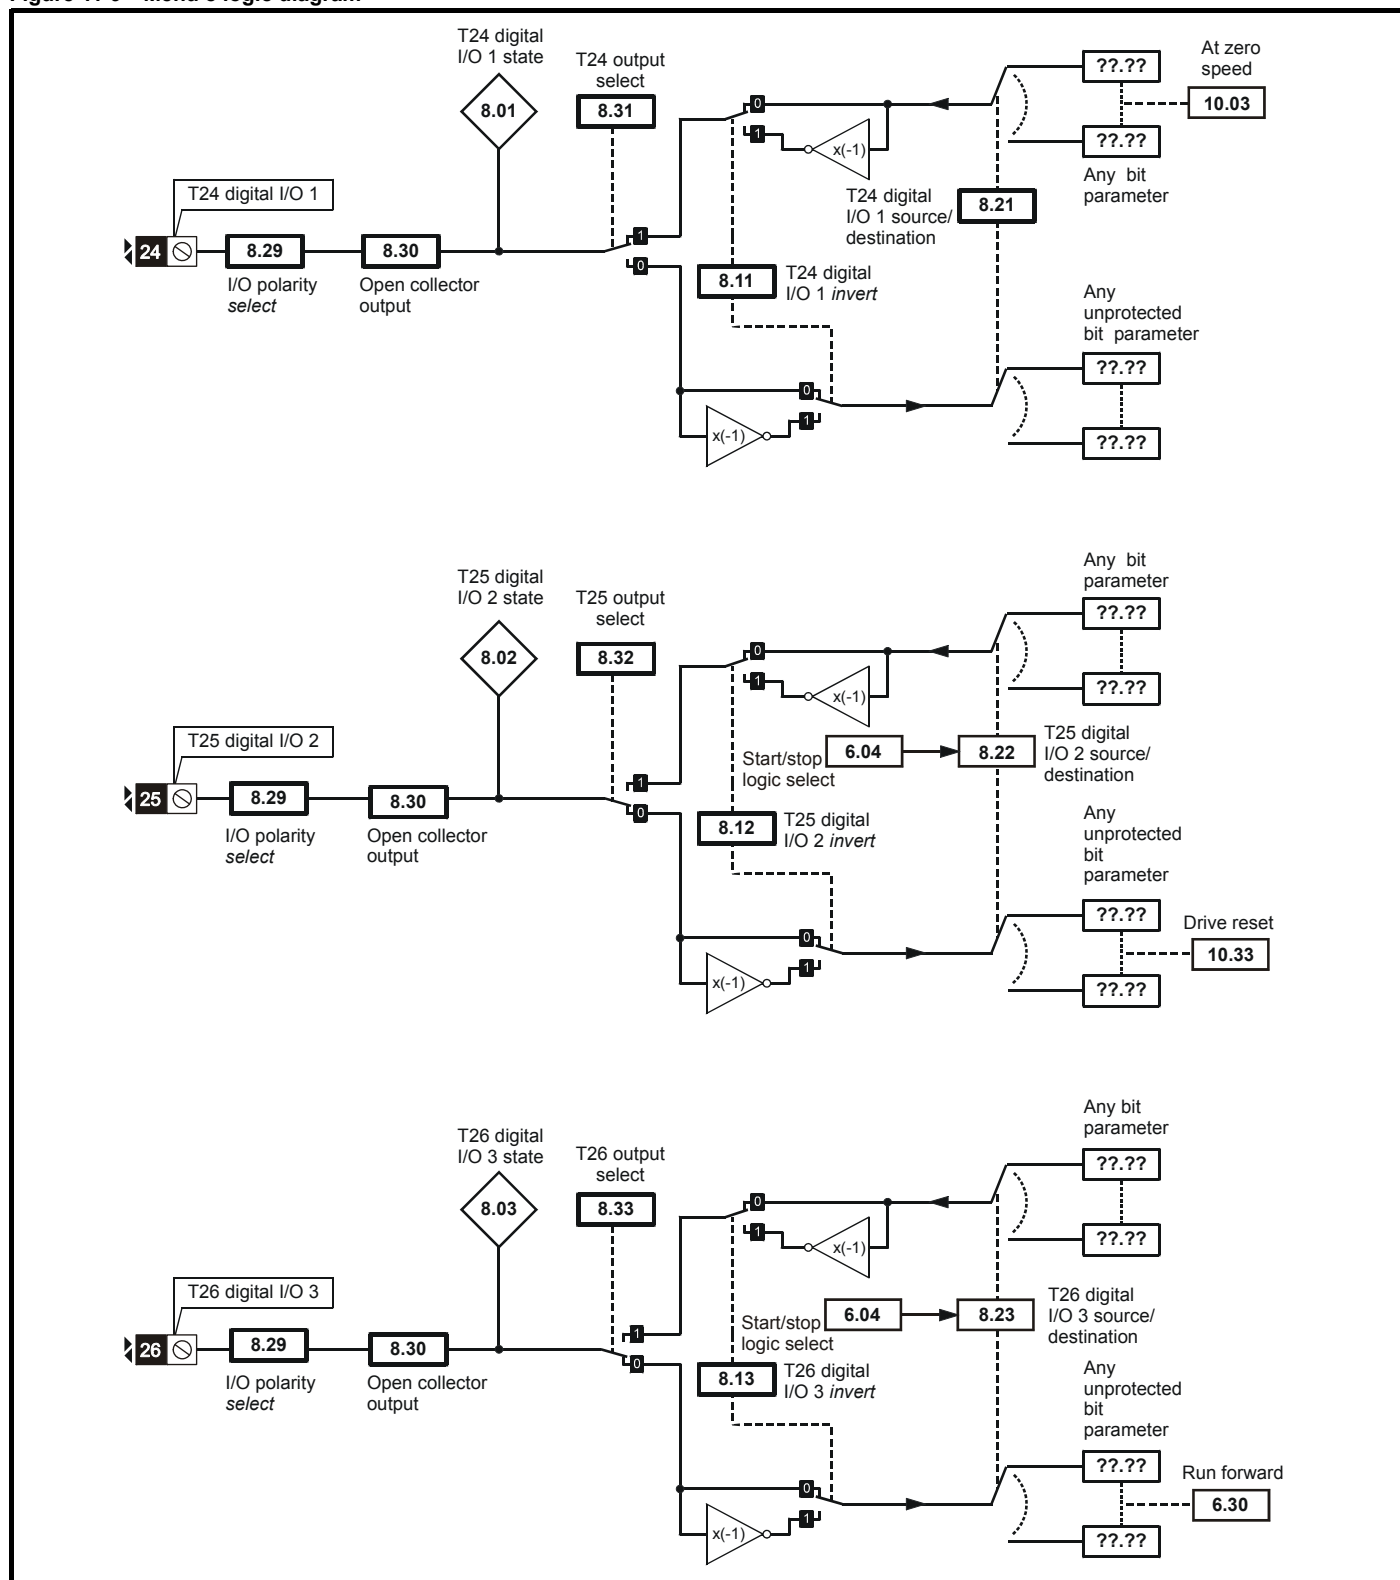 T24 digital
I/O 1 state
T24 output
select
At zero
speed
8.01
8.31
0
1
x(-1)
??.??
10.03
??.??
Any bit
parameter
T24 digital
I/O 1 source/
destination
8.21
T24 digital I/O 1
24
8.29
8.30
1
0
I/O polarity
select
Open collector
output
8.11
T24 digital
I/O 1 invert
Any
unprotected
bit parameter
??.??
0
1
x(-1)
??.??
T25 digital
I/O 2 state
T25 output
select
Any bit
parameter
8.02
8.32
0
1
x(-1)
??.??
??.??
T25 digital I/O 2
Start/stop
logic select
6.04
8.22
T25 digital
I/O 2 source/
destination
25
8.29
8.30
1
0
I/O polarity
select
Open collector
output
8.12
T25 digital
I/O 2 invert
Any
unprotected
bit
parameter
??.??
Drive reset
10.33
0
1
x(-1)
??.??
T26 digital
I/O 3 state
T26 output
select
Any bit
parameter
8.03
8.33
0
1
x(-1)
??.??
??.??
T26 digital I/O 3
Start/stop
logic select
6.04
8.23
T26 digital
I/O 3 source/
destination
26
8.29
8.30
1
0
I/O polarity
select
Open collector
output
8.13
T26 digital
I/O 3 invert
Any
unprotected
bit
parameter
??.??
Run forward
6.30
0
1
x(-1)
??.??